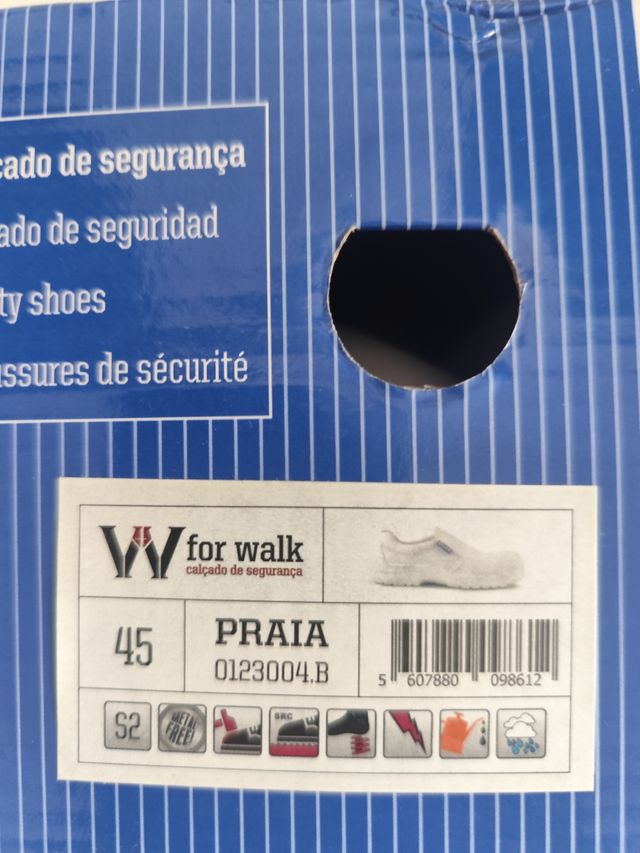 cado de segurança
ado de seguridad
ty shoes
ussures de sécurité
W for walk
calçado de segurança
45
PRAIA
0123004.B
5 607880 098612
S2
METAL FREE!
SRC